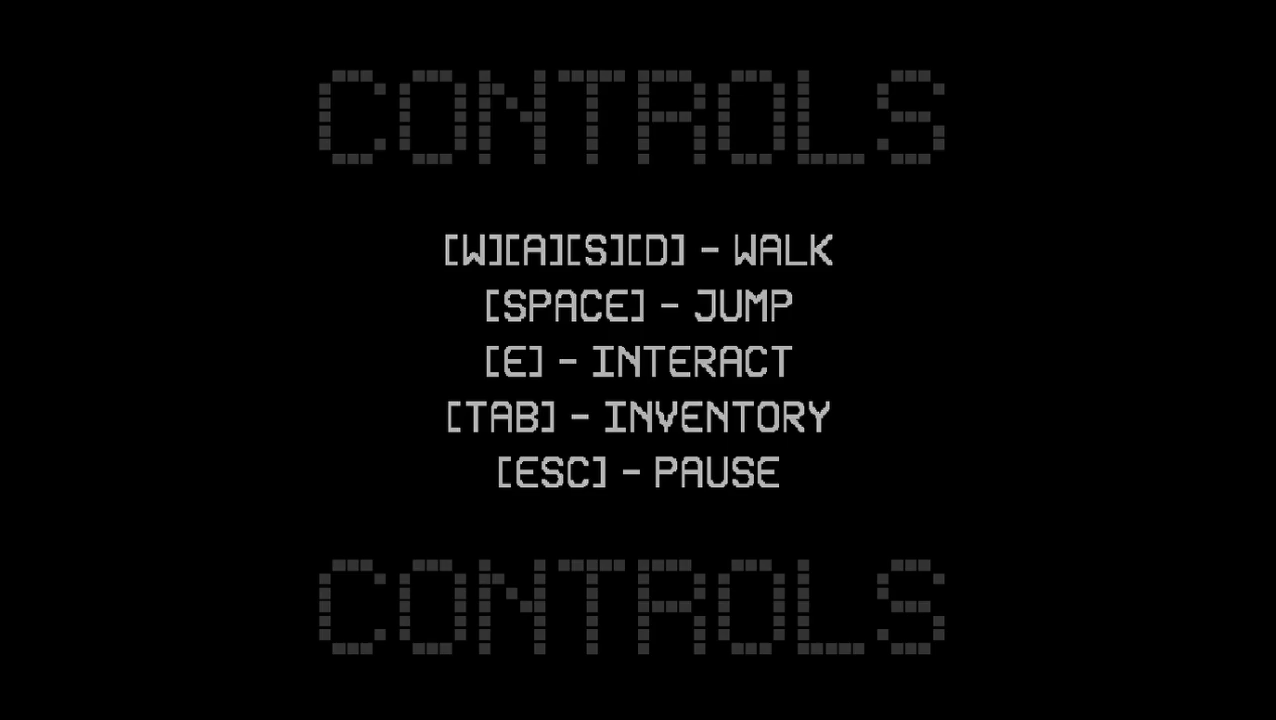 CONTROLS
[W][A][S][D] - WALK
[SPACE] - JUMP
[E] - INTERACT
[TAB] - INVENTORY
[ESC] - PAUSE
CONTROLS